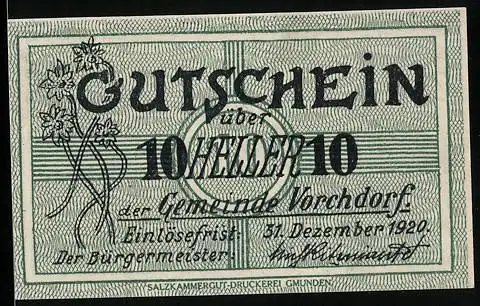 GUTSCHEIN
über
10 HELLER 10
der Gemeinde Vorchdorf.
Einlösefrist: 31. Dezember 1920.
Der Bürgermeister:
SALZKAMMERGUT-DRUCKEREI GMUNDEN.